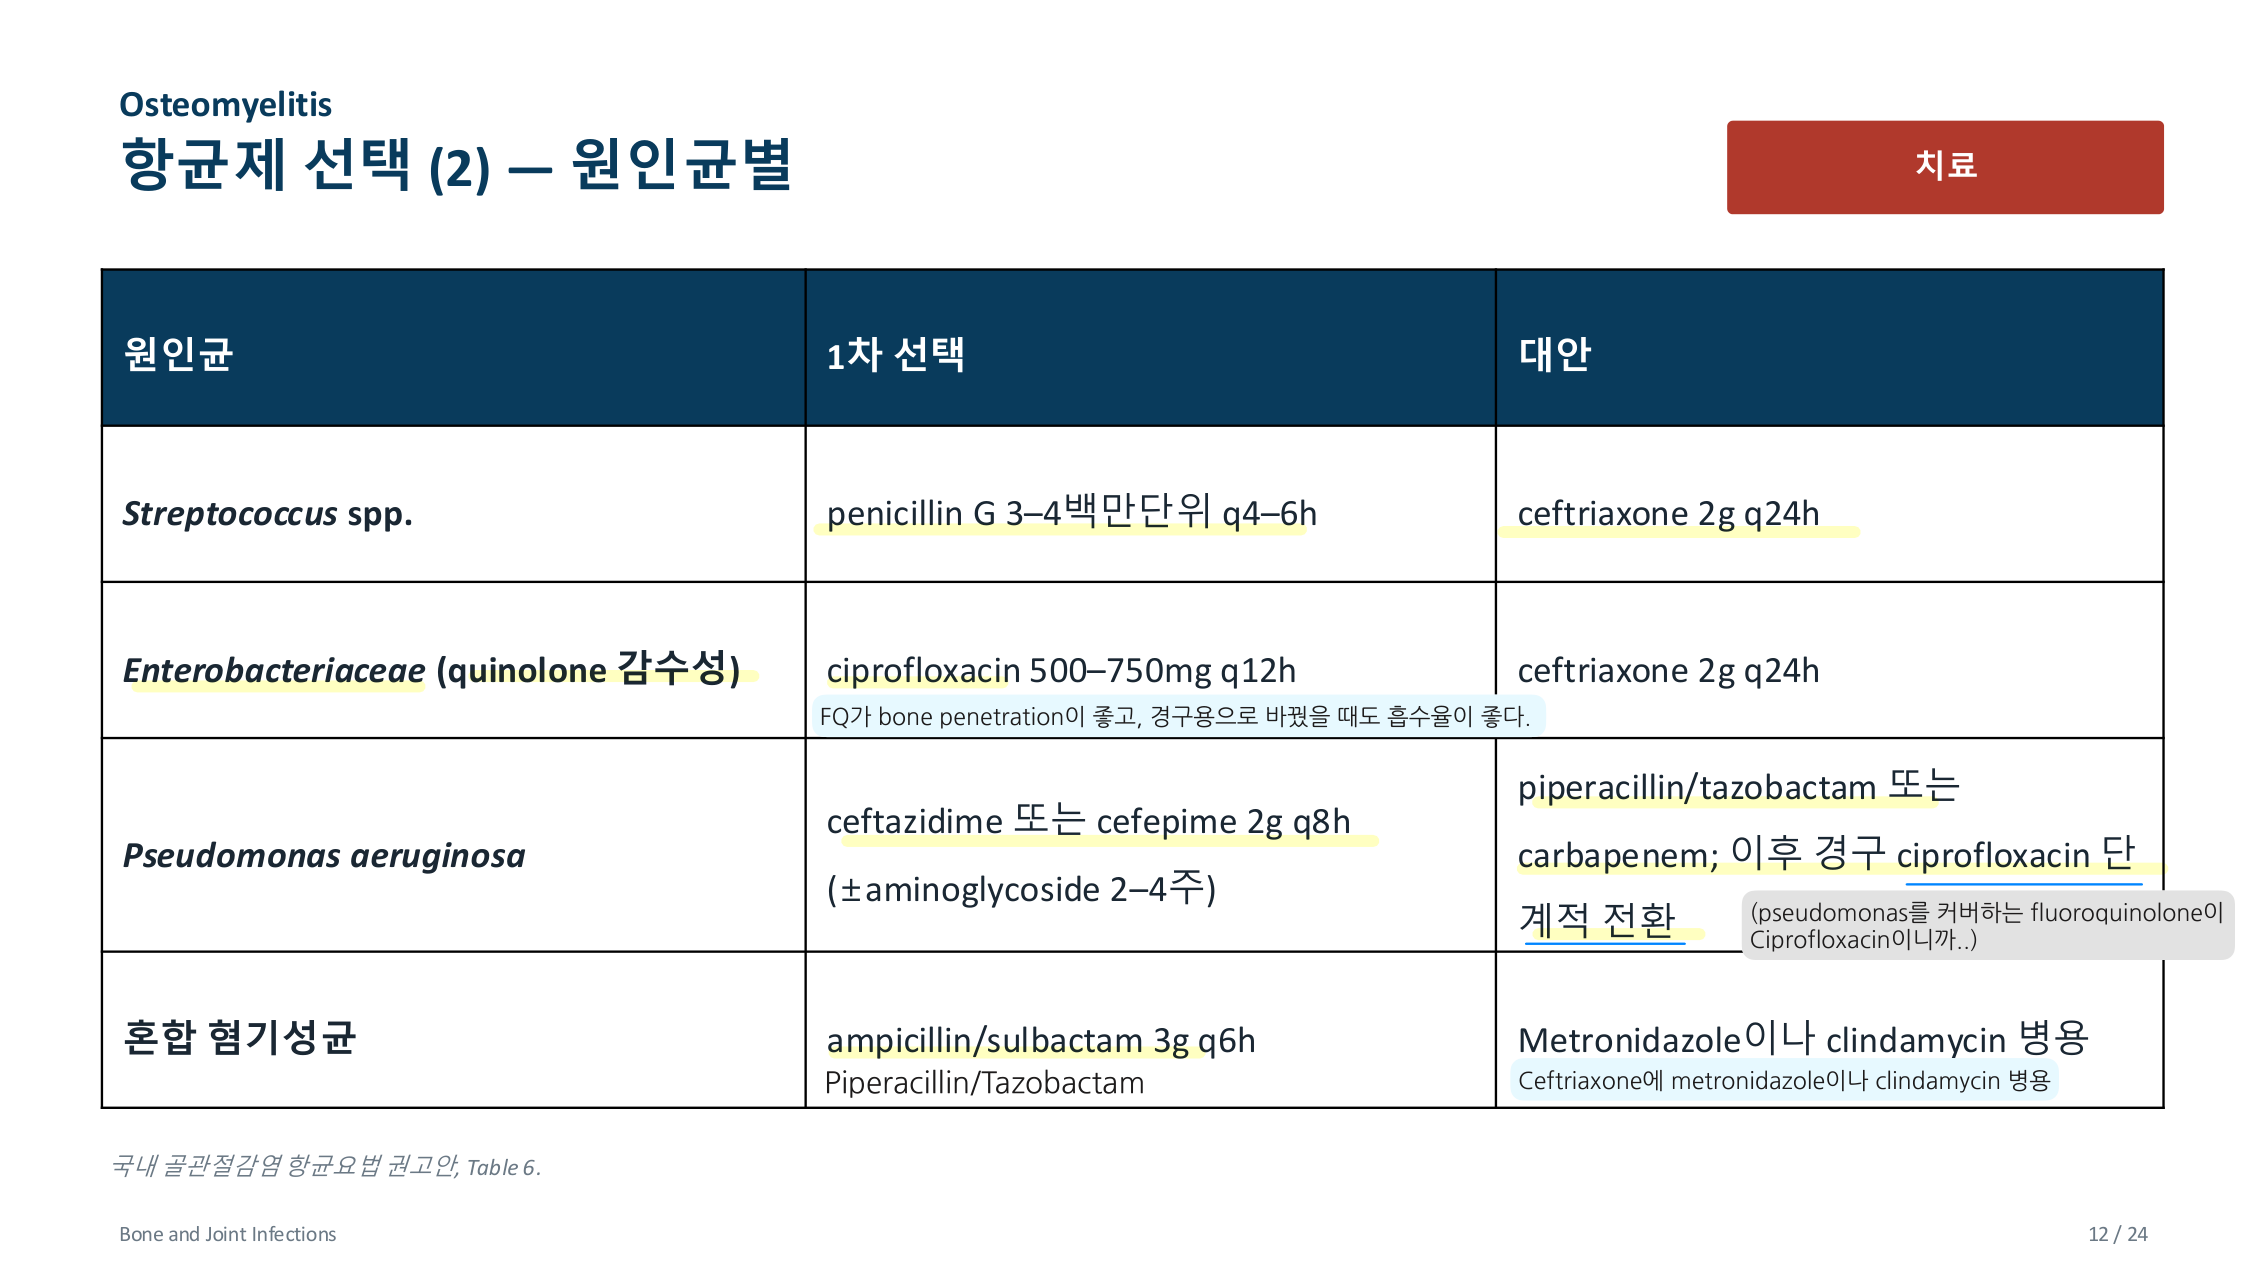 Osteomyelitis
항균제 선택 (2) — 원인균별
치료
원인균
1차 선택
대안
Streptococcus spp.
penicillin G 3–4백만단위 q4–6h
ceftriaxone 2g q24h
Enterobacteriaceae (quinolone 감수성)
ciprofloxacin 500–750mg q12h
FQ가 bone penetration이 좋고, 경구용으로 바꿨을 때도 흡수율이 좋다.
ceftriaxone 2g q24h
Pseudomonas aeruginosa
ceftazidime 또는 cefepime 2g q8h
(±aminoglycoside 2–4주)
piperacillin/tazobactam 또는
carbapenem; 이후 경구 ciprofloxacin 단
계적 전환
(pseudomonas를 커버하는 fluoroquinolone이
Ciprofloxacin이니까..)
혼합 혐기성균
ampicillin/sulbactam 3g q6h
Piperacillin/Tazobactam
Metronidazole이나 clindamycin 병용
Ceftriaxone에 metronidazole이나 clindamycin 병용
국내 골관절감염 항균요법 권고안, Table 6.
Bone and Joint Infections
12 / 24